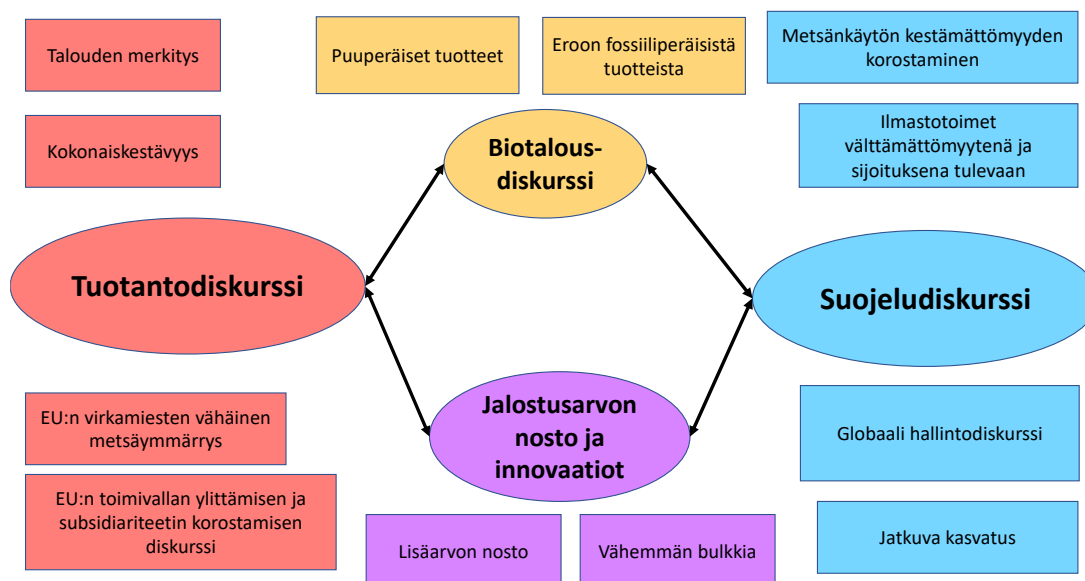 Talouden merkitys
Puuperäiset tuotteet
Eroon fossiiliperäisistä
tuotteista
Metsänkäytön kestämättömyyden
korostaminen
Kokonaiskestävyys
Biotalous-
diskurssi
Ilmastotoimet
välttämättömyytenä ja
sijoituksena tulevaan
Tuotantodiskurssi
Suojeludiskurssi
EU:n virkamiesten vähäinen
metsäymmärrys
Jalostusarvon
nosto ja
innovaatiot
Globaali hallintodiskurssi
EU:n toimivallan ylittämisen ja
subsidiariteetin korostamisen
diskurssi
Lisäarvon nosto
Vähemmän bulkkia
Jatkuva kasvatus